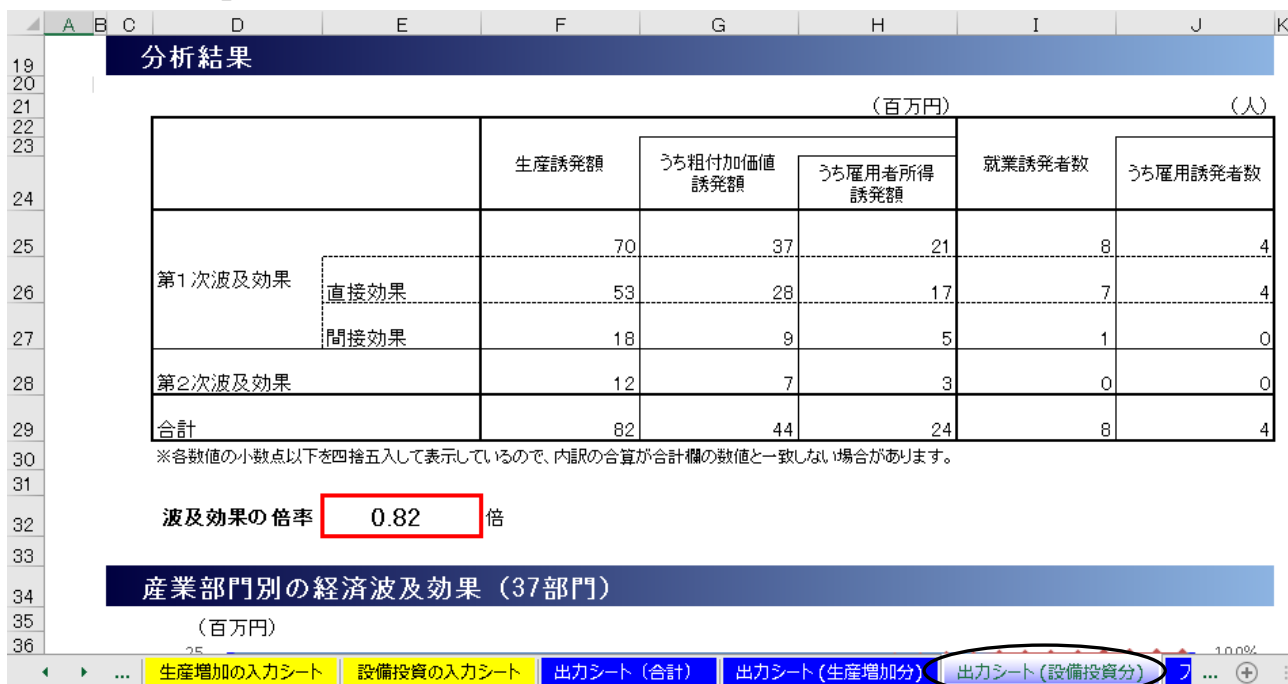 A B C D E F G H I J K
19 分析結果
20
21 （百万円） （人）
22
23 生産誘発額 うち粗付加価値 就業誘発者数 うち雇用誘発者数
誘発額 うち雇用者所得
24 誘発額
25 70 37 21 8 4
第1次波及効果
26 直接効果 53 28 17 7 4
27 間接効果 18 9 5 1 0
28 第2次波及効果 12 7 3 0 0
29 合計 82 44 24 8 4
30 ※各数値の小数点以下を四捨五入して表示しているので、内訳の合算が合計欄の数値と一致しない場合があります。
31
32 波及効果の倍率 0.82 倍
33
34 産業部門別の経済波及効果（37部門）
35 （百万円）
36 25 100%
... 生産増加の入力シート 設備投資の入力シート 出力シート（合計） 出力シート(生産増加分) 出力シート(設備投資分) フ ...